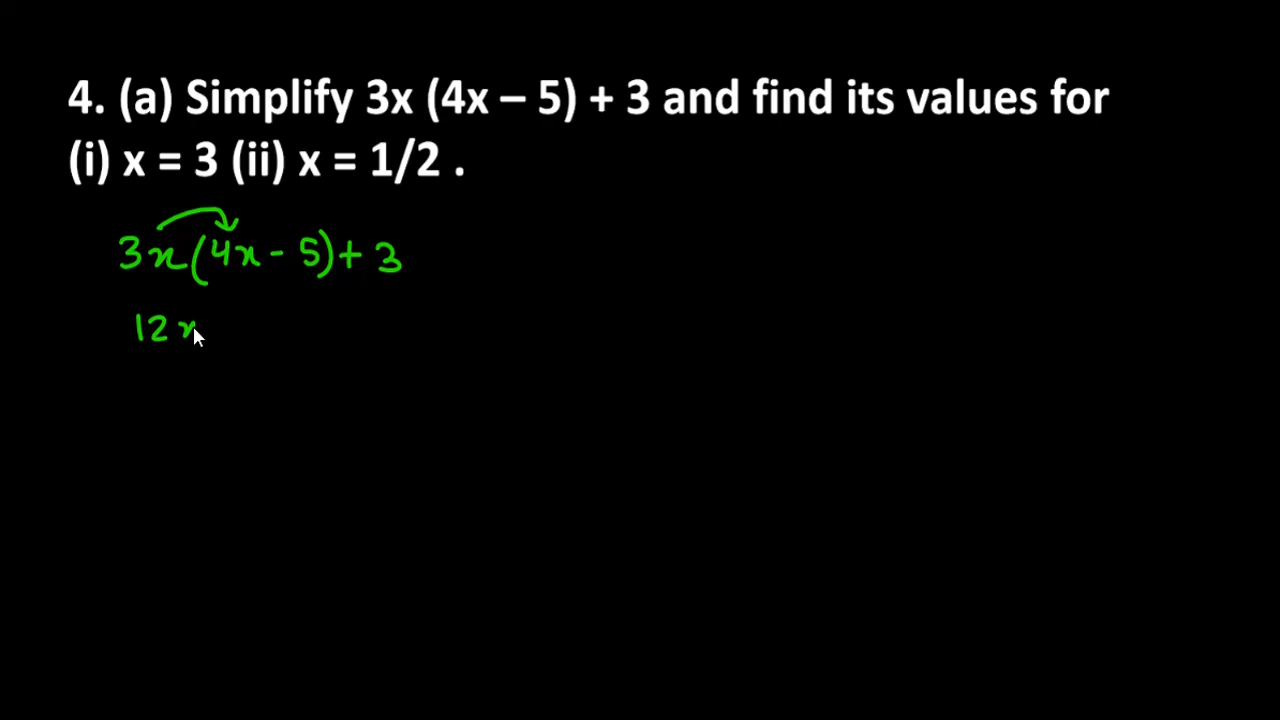 4. (a) Simplify 3x (4x – 5) + 3 and find its values for
(i) x = 3 (ii) x = 1/2 .
3x(4x - 5) + 3
12x